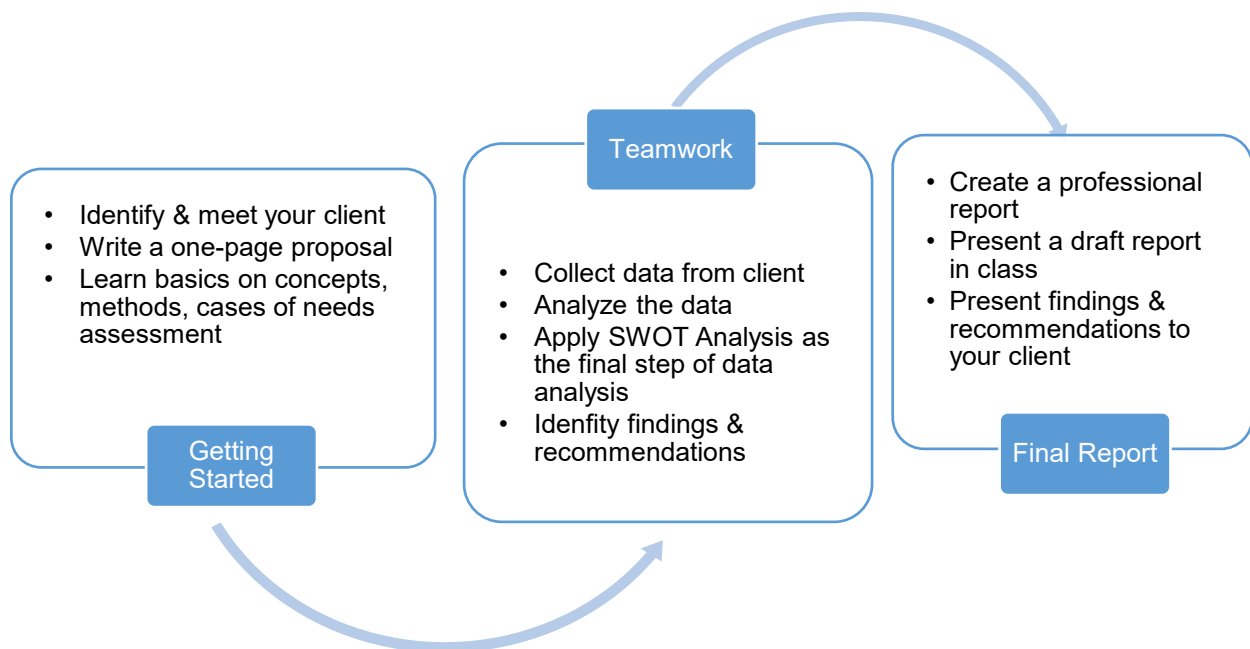 • Identify & meet your client
• Write a one-page proposal
• Learn basics on concepts,
methods, cases of needs
assessment
Getting
Started
Teamwork
• Collect data from client
• Analyze the data
• Apply SWOT Analysis as
the final step of data
analysis
• Idenfity findings &
recommendations
• Create a professional
report
• Present a draft report
in class
• Present findings &
recommendations to
your client
Final Report